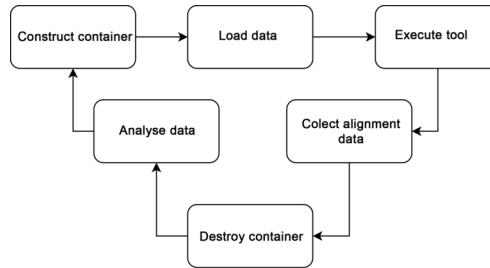 Construct container
Load data
Execute tool
Analyse data
Colect alignment
data
Destroy container